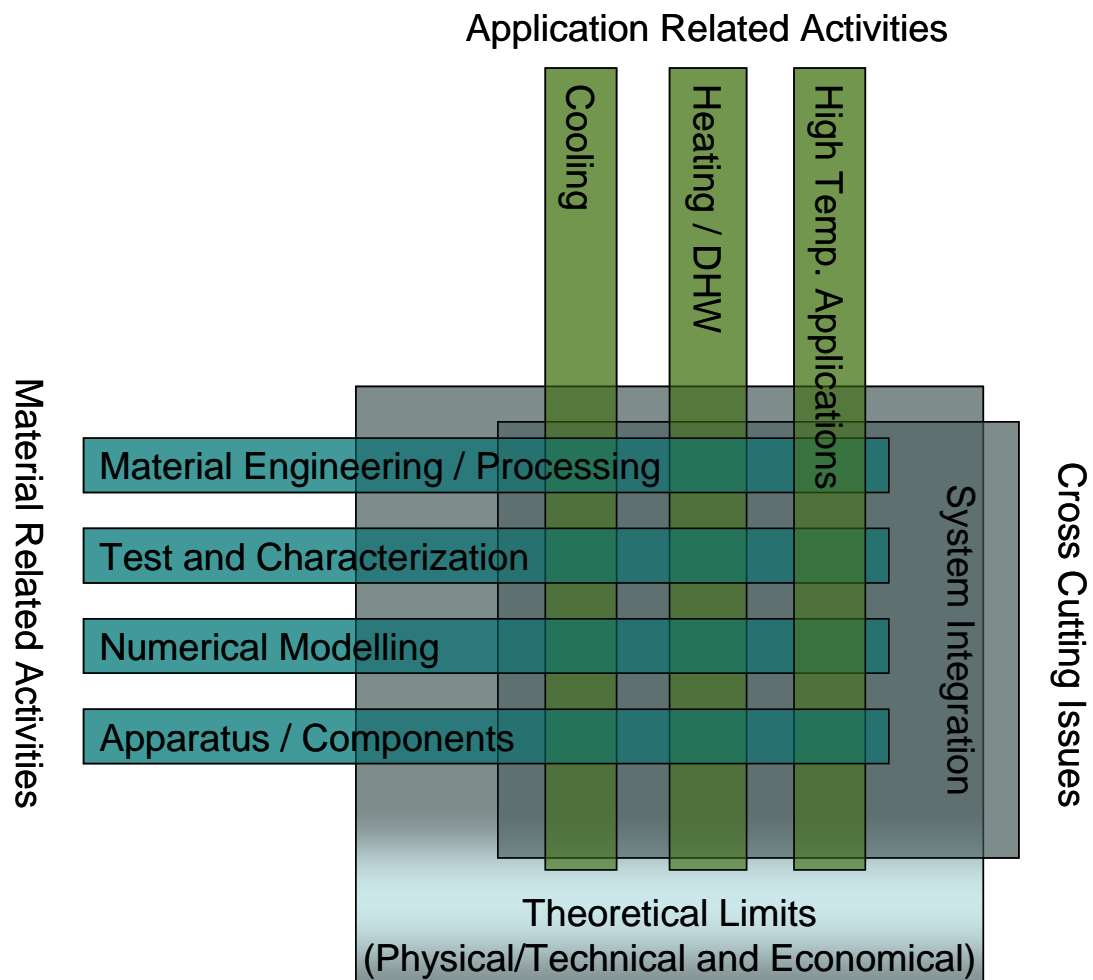 Application Related Activities
Cooling
Heating / DHW
High Temp. Applications
Material Related Activities
Material Engineering / Processing
Test and Characterization
Numerical Modelling
Apparatus / Components
System Integration
Cross Cutting Issues
Theoretical Limits
(Physical/Technical and Economical)